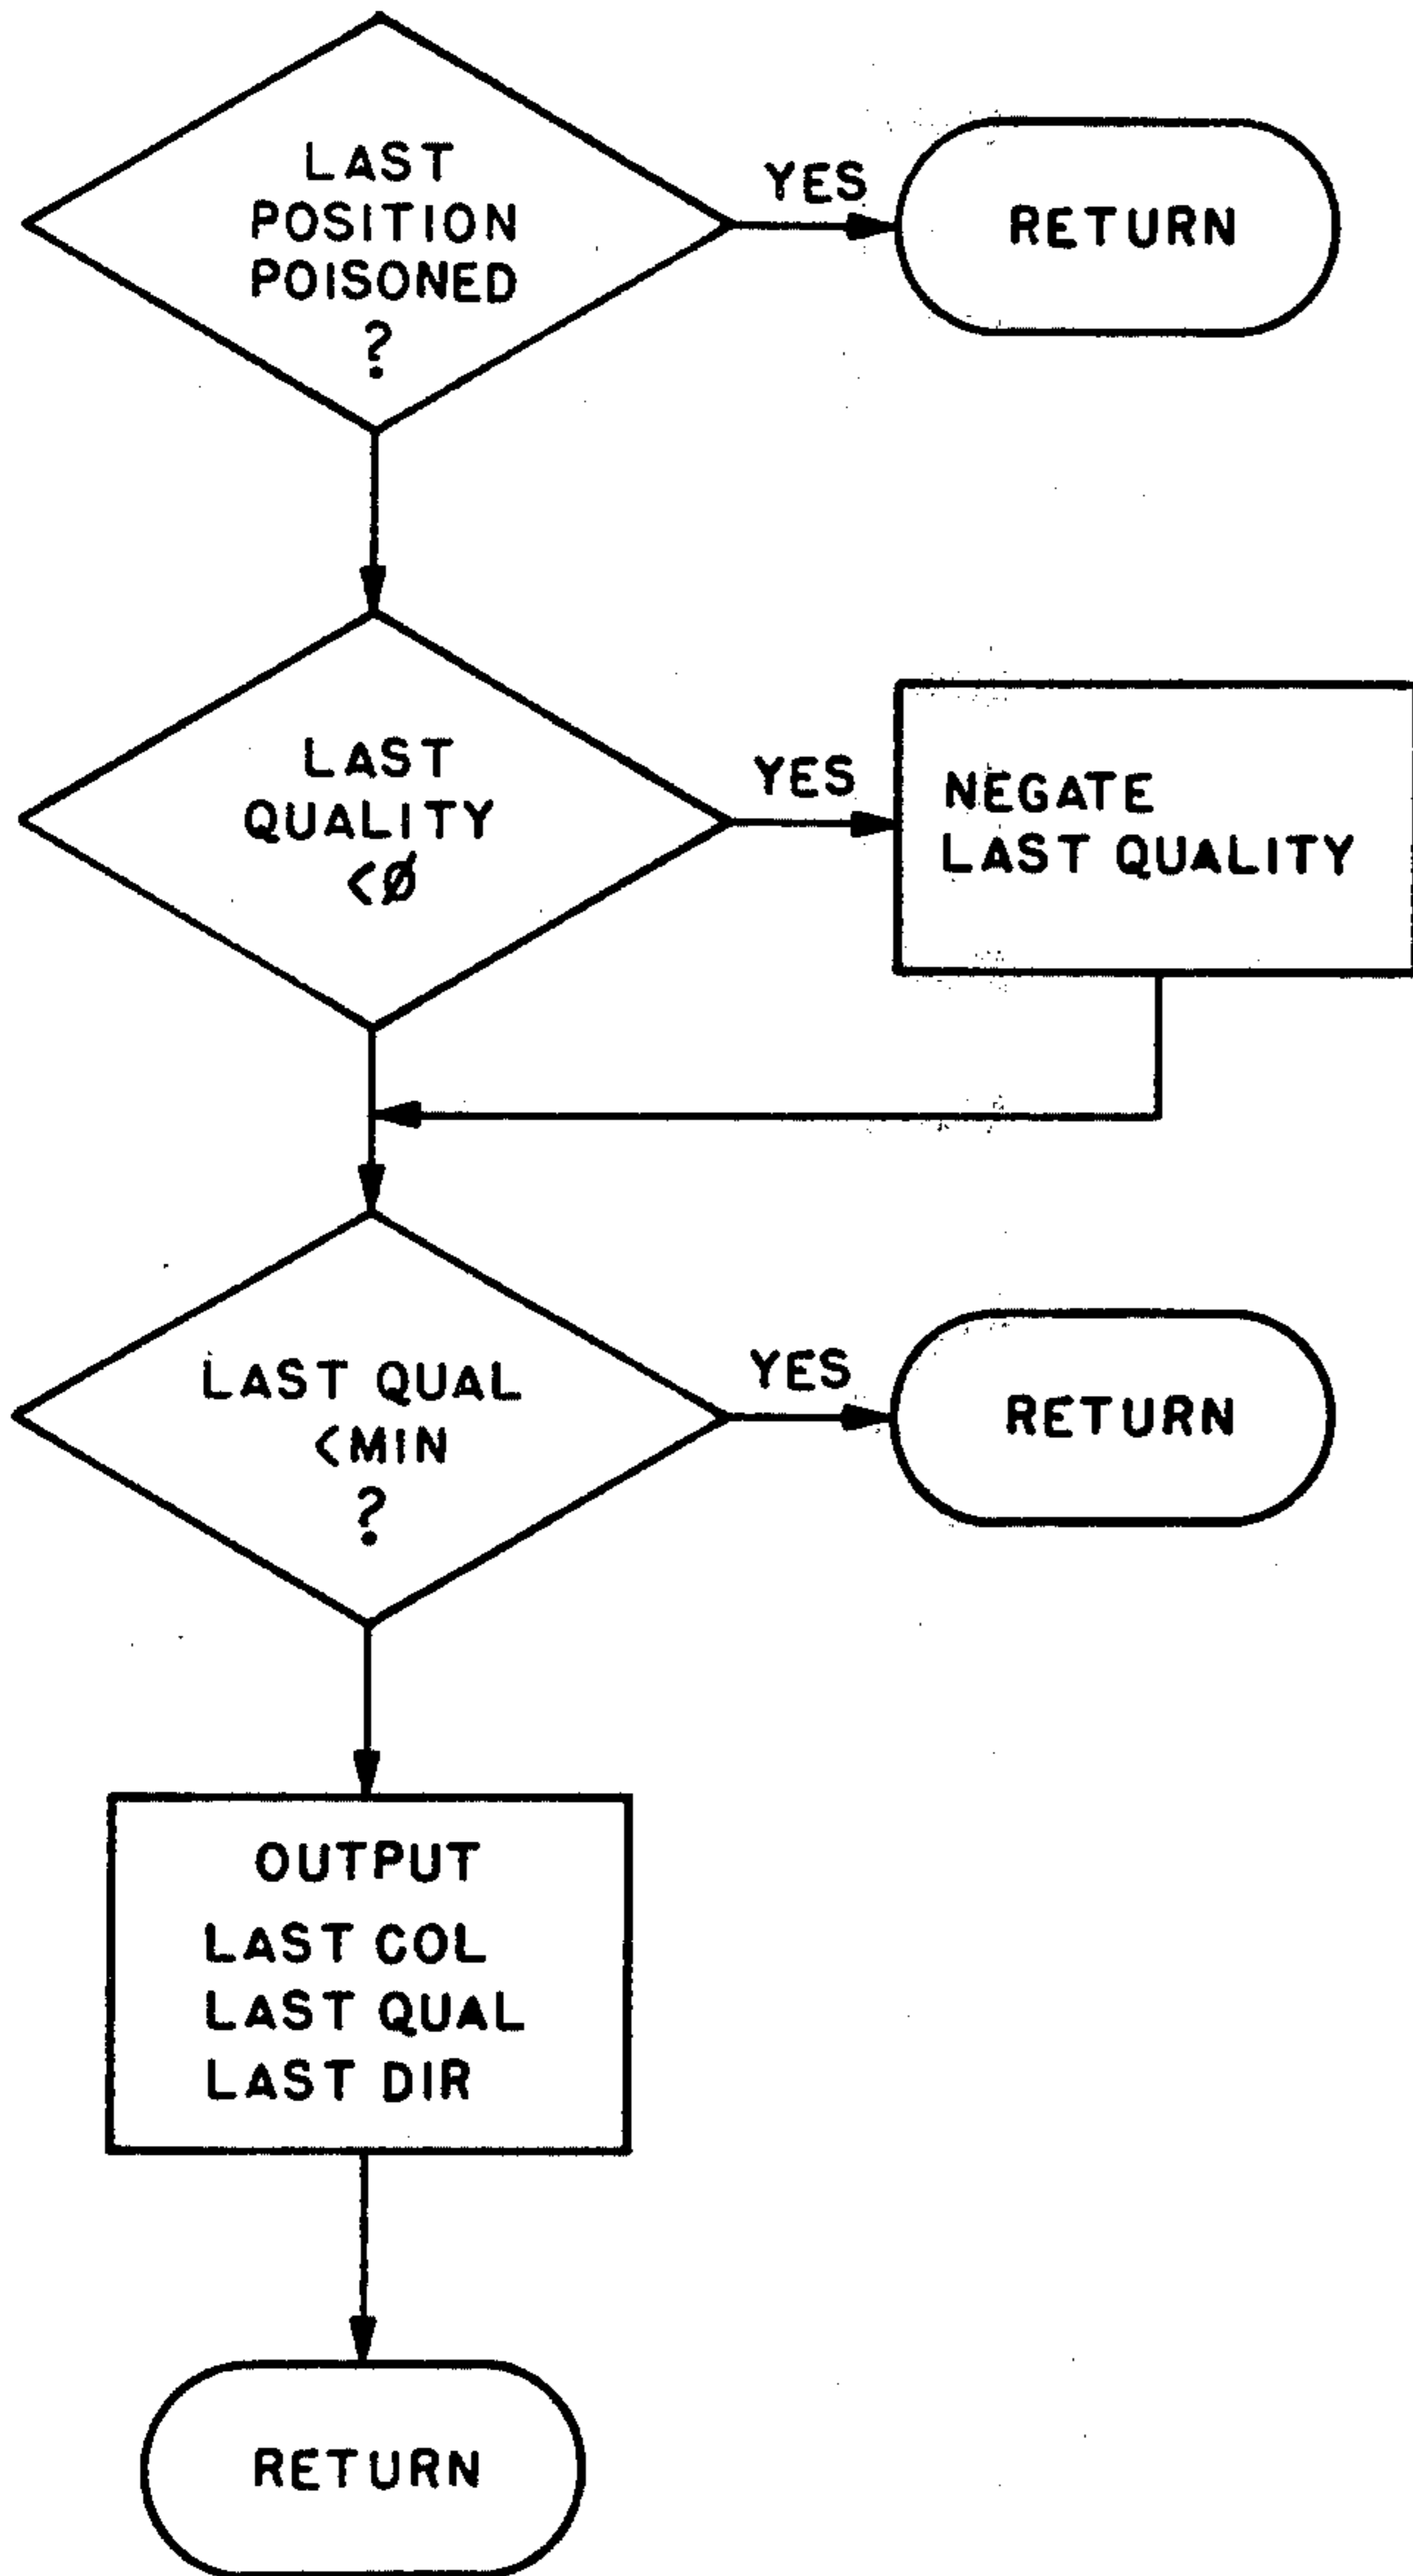 LAST
POSITION
POISONED
?
YES
RETURN
LAST
QUALITY
<Ø
YES
NEGATE
LAST QUALITY
LAST QUAL
<MIN
?
YES
RETURN
OUTPUT
LAST COL
LAST QUAL
LAST DIR
RETURN